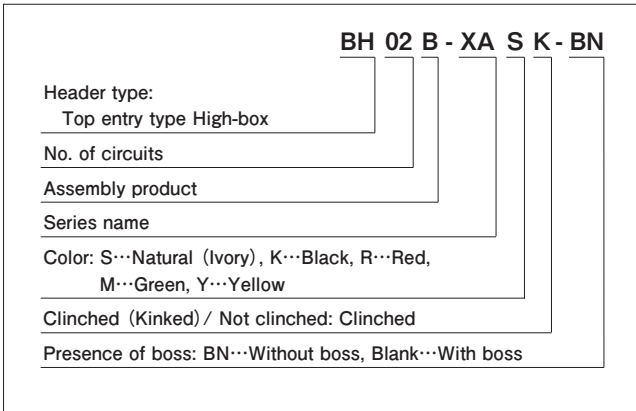 BH 02 B - XA S K - BN
Header type:
Top entry type High-box
No. of circuits
Assembly product
Series name
Color: S⋯Natural (Ivory), K⋯Black, R⋯Red,
M⋯Green, Y⋯Yellow
Clinched (Kinked) / Not clinched: Clinched
Presence of boss: BN⋯Without boss, Blank⋯With boss